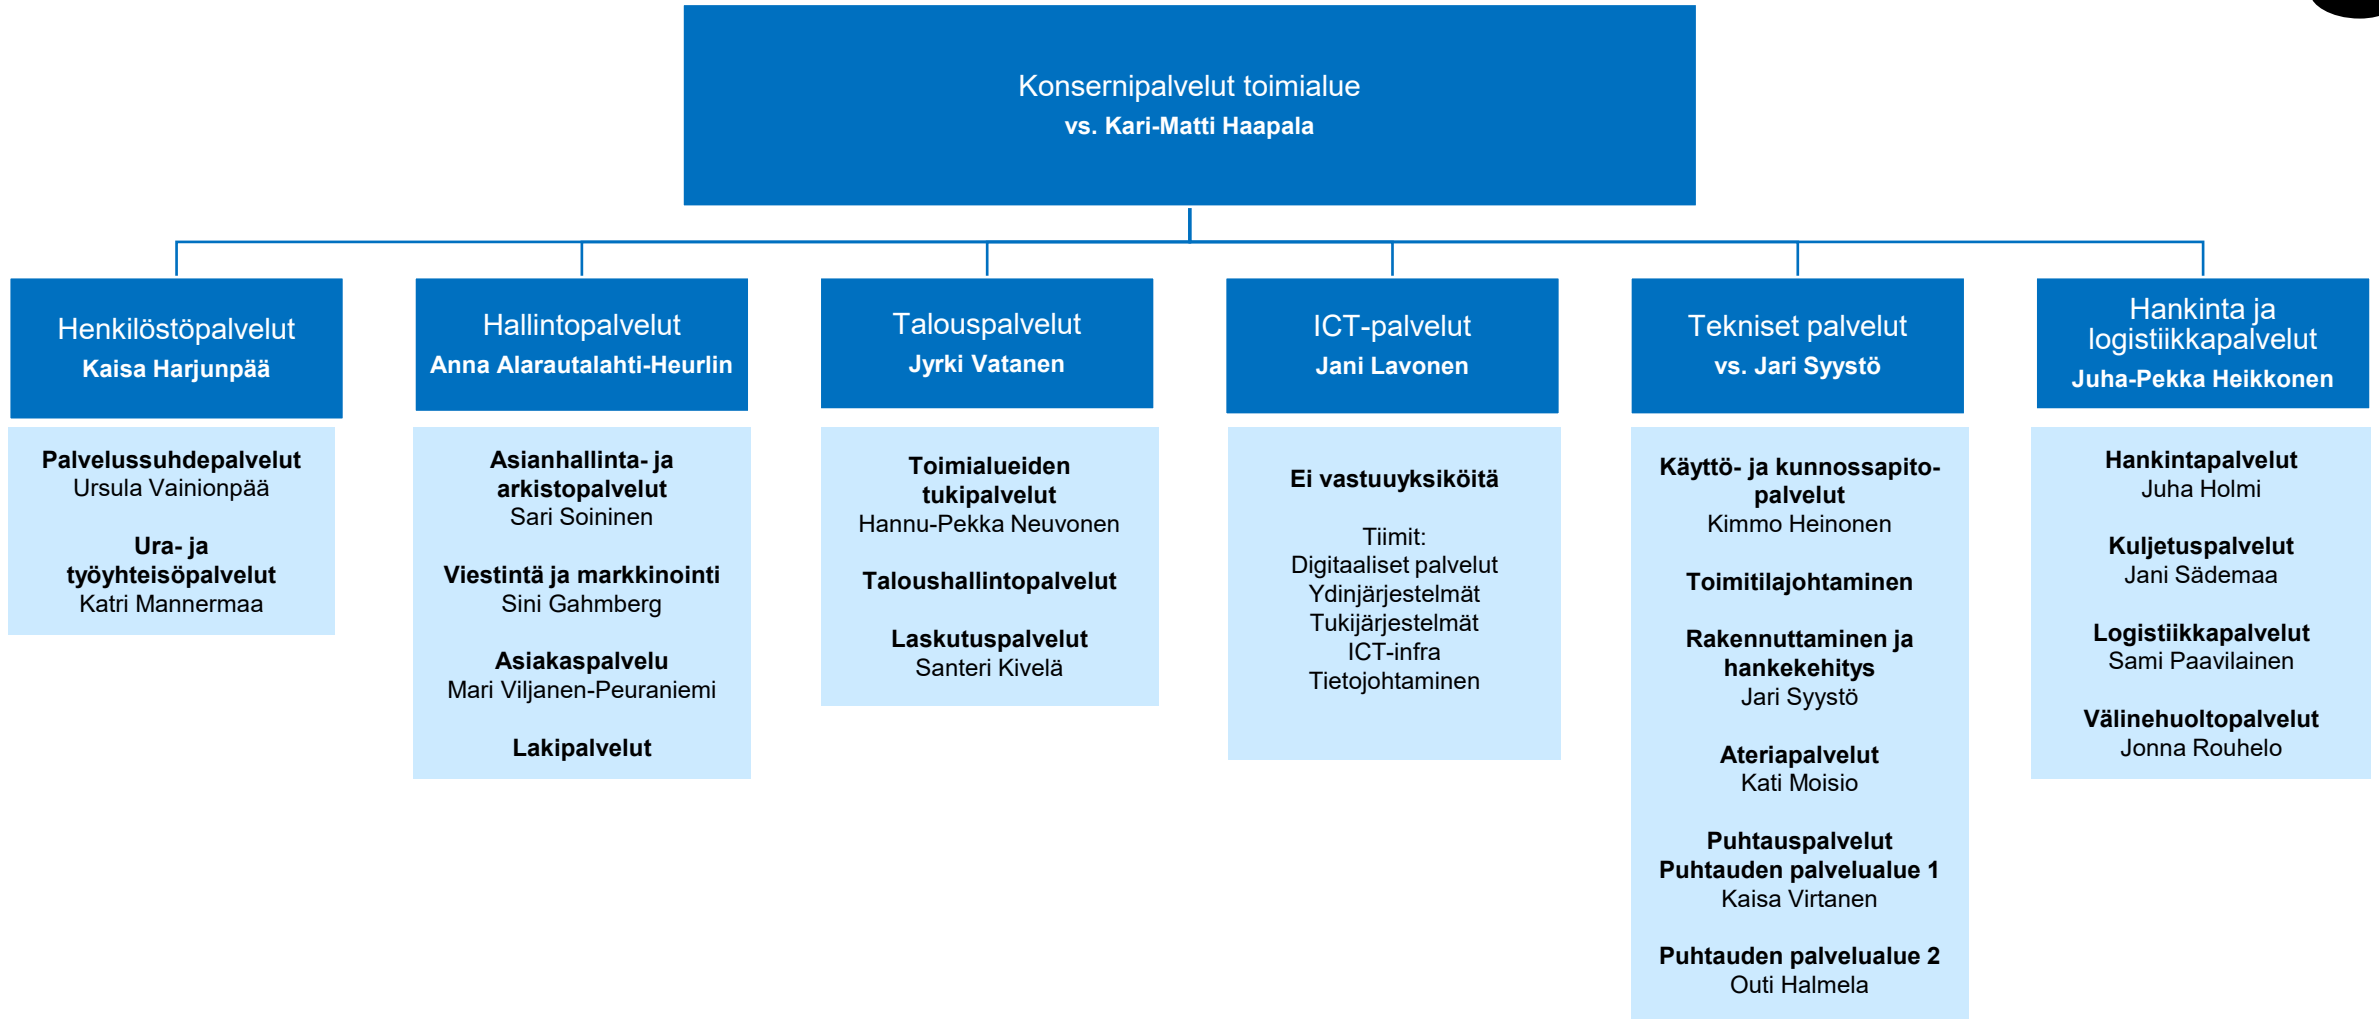 Konsernipalvelut toimialue
vs. Kari-Matti Haapala
Henkilöstöpalvelut
Kaisa Harjunpää
Palvelussuhdepalvelut
Ursula Vainionpää
Ura- ja
työyhteisöpalvelut
Katri Mannermaa
Hallintopalvelut
Anna Alarautalahti-Heurlin
Asianhallinta- ja
arkistopalvelut
Sari Soininen
Viestintä ja markkinointi
Sini Gahmberg
Asiakaspalvelu
Mari Viljanen-Peuraniemi
Lakipalvelut
Talouspalvelut
Jyrki Vatanen
Toimialueiden
tukipalvelut
Hannu-Pekka Neuvonen
Taloushallintopalvelut
Laskutuspalvelut
Santeri Kivelä
ICT-palvelut
Jani Lavonen
Ei vastuuyksiköitä
Tiimit:
Digitaaliset palvelut
Ydinjärjestelmät
Tukijärjestelmät
ICT-infra
Tietojohtaminen
Tekniset palvelut
vs. Jari Syystö
Käyttö- ja kunnossapito-
palvelut
Kimmo Heinonen
Toimitilajohtaminen
Rakennuttaminen ja
hankekehitys
Jari Syystö
Ateriapalvelut
Kati Moisio
Puhtauspalvelut
Puhtauden palvelualue 1
Kaisa Virtanen
Puhtauden palvelualue 2
Outi Halmela
Hankinta ja
logistiikkapalvelut
Juha-Pekka Heikkonen
Hankintapalvelut
Juha Holmi
Kuljetuspalvelut
Jani Sädemaa
Logistiikkapalvelut
Sami Paavilainen
Välinehuoltopalvelut
Jonna Rouhelo